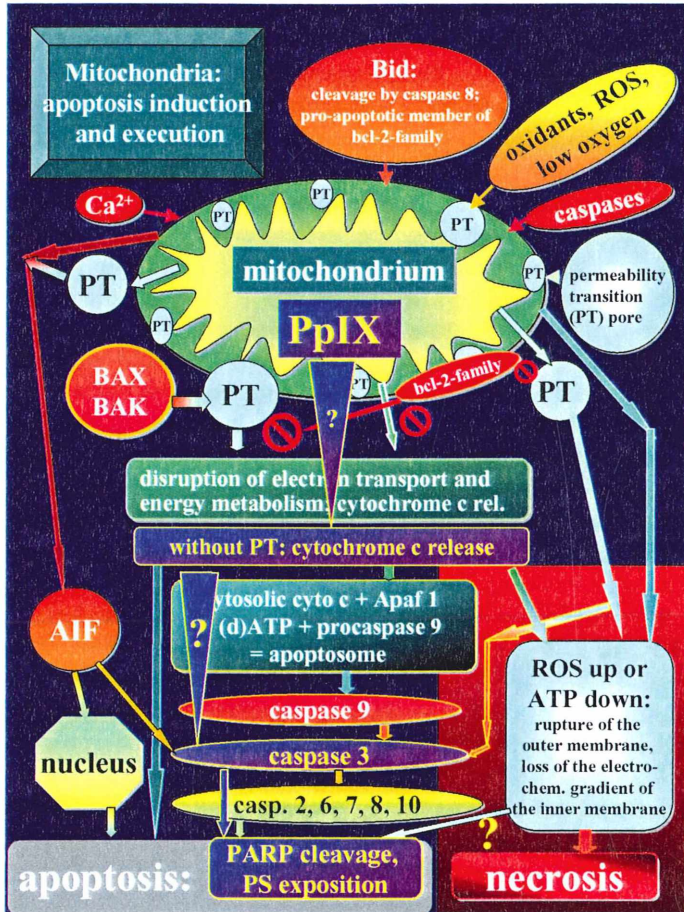 Mitochondria:
apoptosis induction
and execution
Bid:
cleavage by caspase 8;
pro-apoptotic member of
bcl-2-family
oxidants, ROS,
low oxygen
Ca²⁺
caspases
PT
PT
PT
PT
PT
PT
permeability
transition
(PT) pore
mitochondrium
PpIX
PT
BAX
BAK
PT
PT
bcl-2-family
PT
?
disruption of electron transport and
energy metabolism, cytochrome c rel.
without PT: cytochrome c release
AIF
?
cyto c + Apaf 1
(d)ATP + procaspase 9
= apoptosome
ROS up or
ATP down:
rupture of the
outer membrane,
loss of the electro-
chem. gradient of
the inner membrane
caspase 9
caspase 3
nucleus
casp. 2, 6, 7, 8, 10
?
apoptosis:
PARP cleavage,
PS exposition
necrosis